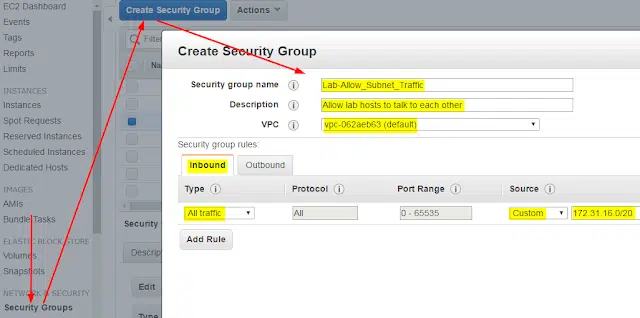 EC2 Dashboard
Events
Tags
Reports
Limits
INSTANCES
Instances
Spot Requests
Reserved Instances
Scheduled Instances
Dedicated Hosts
IMAGES
AMIs
Bundle Tasks
ELASTIC BLOCK STORE
Volumes
Snapshots
NETWORK & SECURITY
Security Groups
Create Security Group Actions
Filter
Na
Security
Descrip
Edit
Type
Create Security Group
Security group name Lab-Allow_Subnet_Traffic
Description Allow lab hosts to talk to each other
VPC vpc-062aeb63 (default)
Security group rules:
Inbound Outbound
Type Protocol Port Range Source
All traffic All 0 - 65535 Custom 172.31.16.0/20
Add Rule